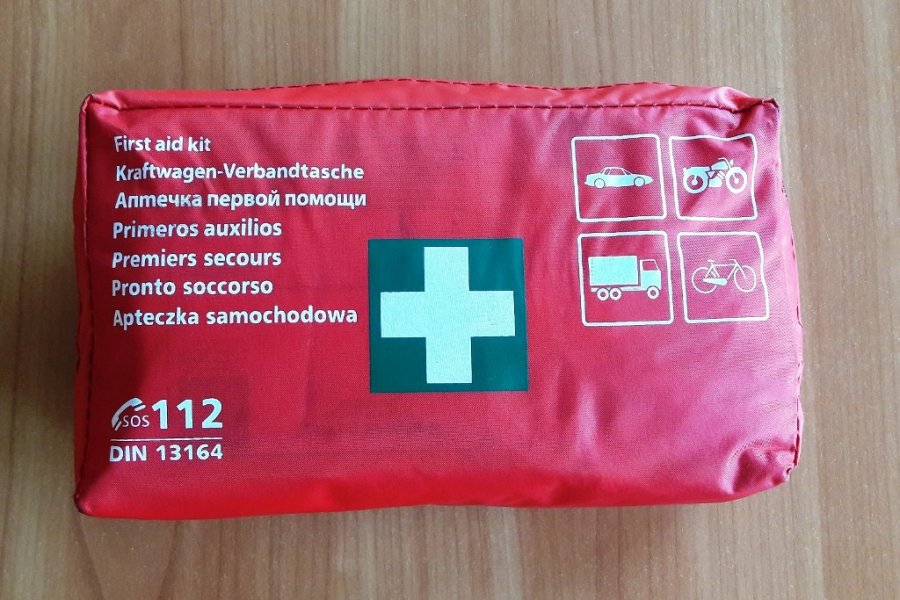 First aid kit
Kraftwagen-Verbandtasche
Аптечка первой помощи
Primeros auxilios
Premiers secours
Pronto soccorso
Apteczka samochodowa
SOS 112
DIN 13164